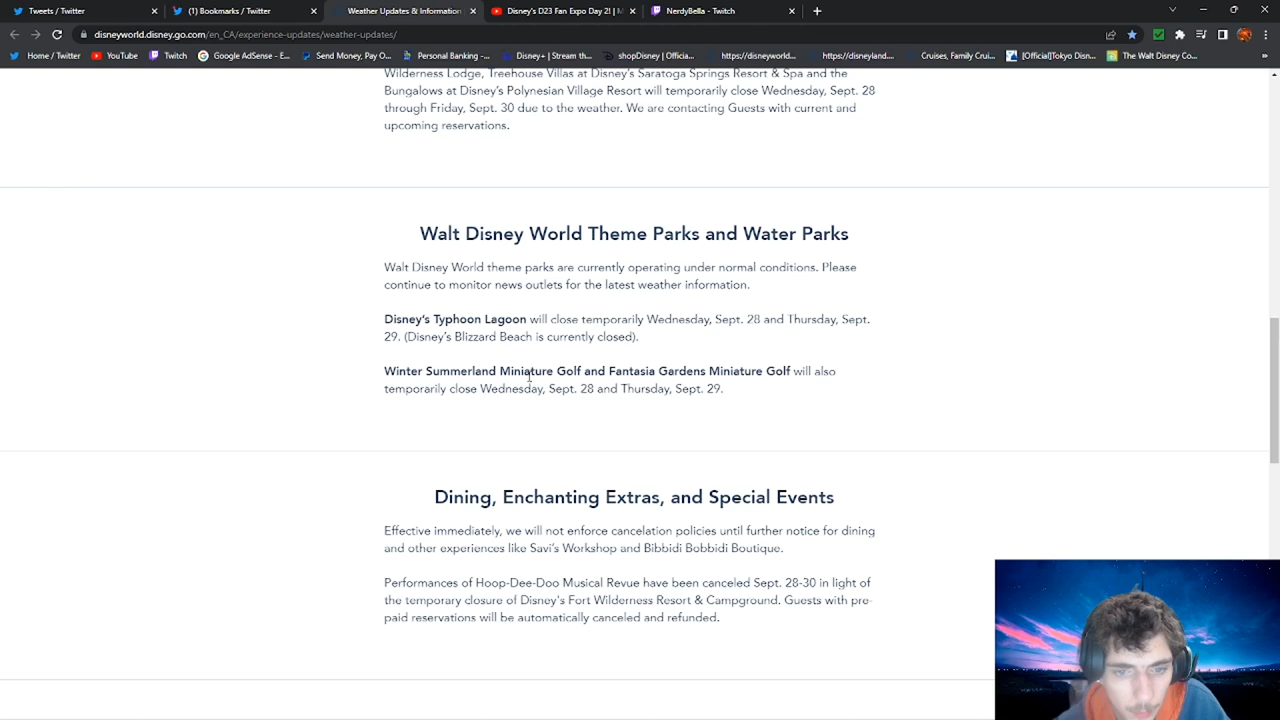 Tweets / Twitter
(1) Bookmarks / Twitter
Weather Updates & Information
Disney's D23 Fan Expo Day 2! | M
NerdyBella - Twitch
disneyworld.disney.go.com/en_CA/experience-updates/weather-updates/
Home / Twitter
YouTube
Twitch
Google AdSense - E...
Send Money, Pay O...
Personal Banking -...
Disney+ | Stream th...
shopDisney | Officia...
https://disneyworld...
https://disneyland...
Cruises, Family Crui...
[Official]Tokyo Disn...
The Walt Disney Co...
Wilderness Lodge, Treehouse Villas at Disney's Saratoga Springs Resort & Spa and the
Bungalows at Disney's Polynesian Village Resort will temporarily close Wednesday, Sept. 28
through Friday, Sept. 30 due to the weather. We are contacting Guests with current and
upcoming reservations.
Walt Disney World Theme Parks and Water Parks
Walt Disney World theme parks are currently operating under normal conditions. Please
continue to monitor news outlets for the latest weather information.
Disney's Typhoon Lagoon will close temporarily Wednesday, Sept. 28 and Thursday, Sept.
29. (Disney's Blizzard Beach is currently closed).
Winter Summerland Miniature Golf and Fantasia Gardens Miniature Golf will also
temporarily close Wednesday, Sept. 28 and Thursday, Sept. 29.
Dining, Enchanting Extras, and Special Events
Effective immediately, we will not enforce cancelation policies until further notice for dining
and other experiences like Savi's Workshop and Bibbidi Bobbidi Boutique.
Performances of Hoop-Dee-Doo Musical Revue have been canceled Sept. 28-30 in light of
the temporary closure of Disney's Fort Wilderness Resort & Campground. Guests with pre-
paid reservations will be automatically canceled and refunded.